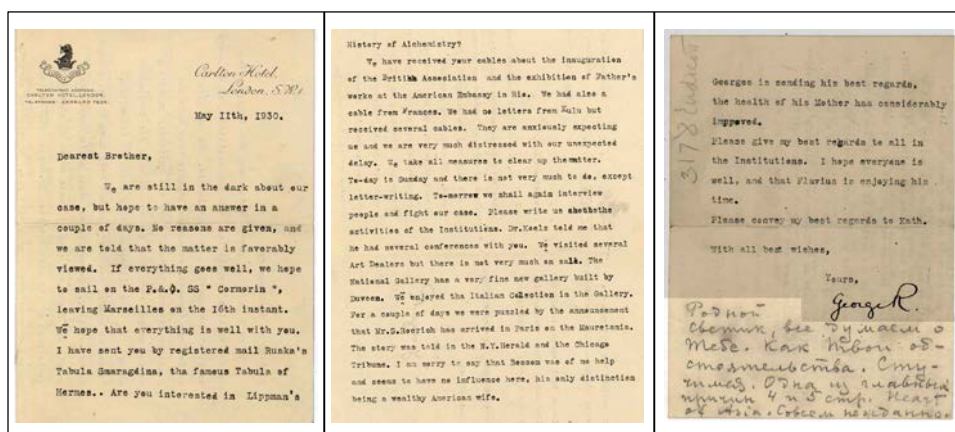 TELEGRAPHIC ADDRESS:
CARLTON HOTEL, LONDON.
TELEPHONE: GERRARD
Carlton Hotel,
London, S.W.1
May 11th, 1930.
Dearest Brother,
We are still in the dark about our
case, but hope to have an answer in a
couple of days. No reasons are given, and
we are told that the matter is favorably
viewed. If everything goes well, we hope
to sail on the P.&.O. SS " Comorin ",
leaving Marseilles on the 16th instant.
We hope that everything is well with you.
I have sent you by registered mail Ruska's
Tabula Smaragdina, tha famous Tabula of
Hermes.. Are you interested in Lippman's
History of Alchemistry?
We have received your cables about the inauguration
of the British Assosiation and the exhibition of Father's
works at the American Embassy in Rio. We had also a
cable from Frances. We had no letters from Kulu but
received several cables. They are anxiously expecting
us and we are very much distressed with our unexpected
delay. We take all measures to clear up thematter.
To-day is Sunday and there is not very much to do, except
letter-writing. To-morrow we shall again interview
people and fight our case. Please write us
activities of the Institutions. Dr.Koelz told me that
he had several conferences with you. We visited several
Art Dealers but there is not very much on sale. The
National Gallery has a very fine new gallery built by
Duveen. We enjoyed tha Italian Collection in the Gallery.
For a couple of days we were puzzled by the announcement
that Mr.G.Roerich has arrived in Paris on the Mauretania.
The story was told in the N.Y.Herald and the Chicago
Tribune. I am sorry to say that Benson was of no help
and seems to have no influence here, his only distinction
being a wealthy American wife.
Georges is sending his best regards,
the health of his Mother has considerably
improved.
Please give my best regards to all in
the Institutions. I hope everyone is
well, and that Flavius is enjoying his
time.
Please convey my best regards to Kath.
With all best wishes,
Yours,
George R.
Родной
Светик, все думаем о
Тебе. Как Твои об-
стоятельства. Сту-
чимся. Одна из главных
причин 4 и 5 стр. Heart
of Asia. Совсем нежданно.